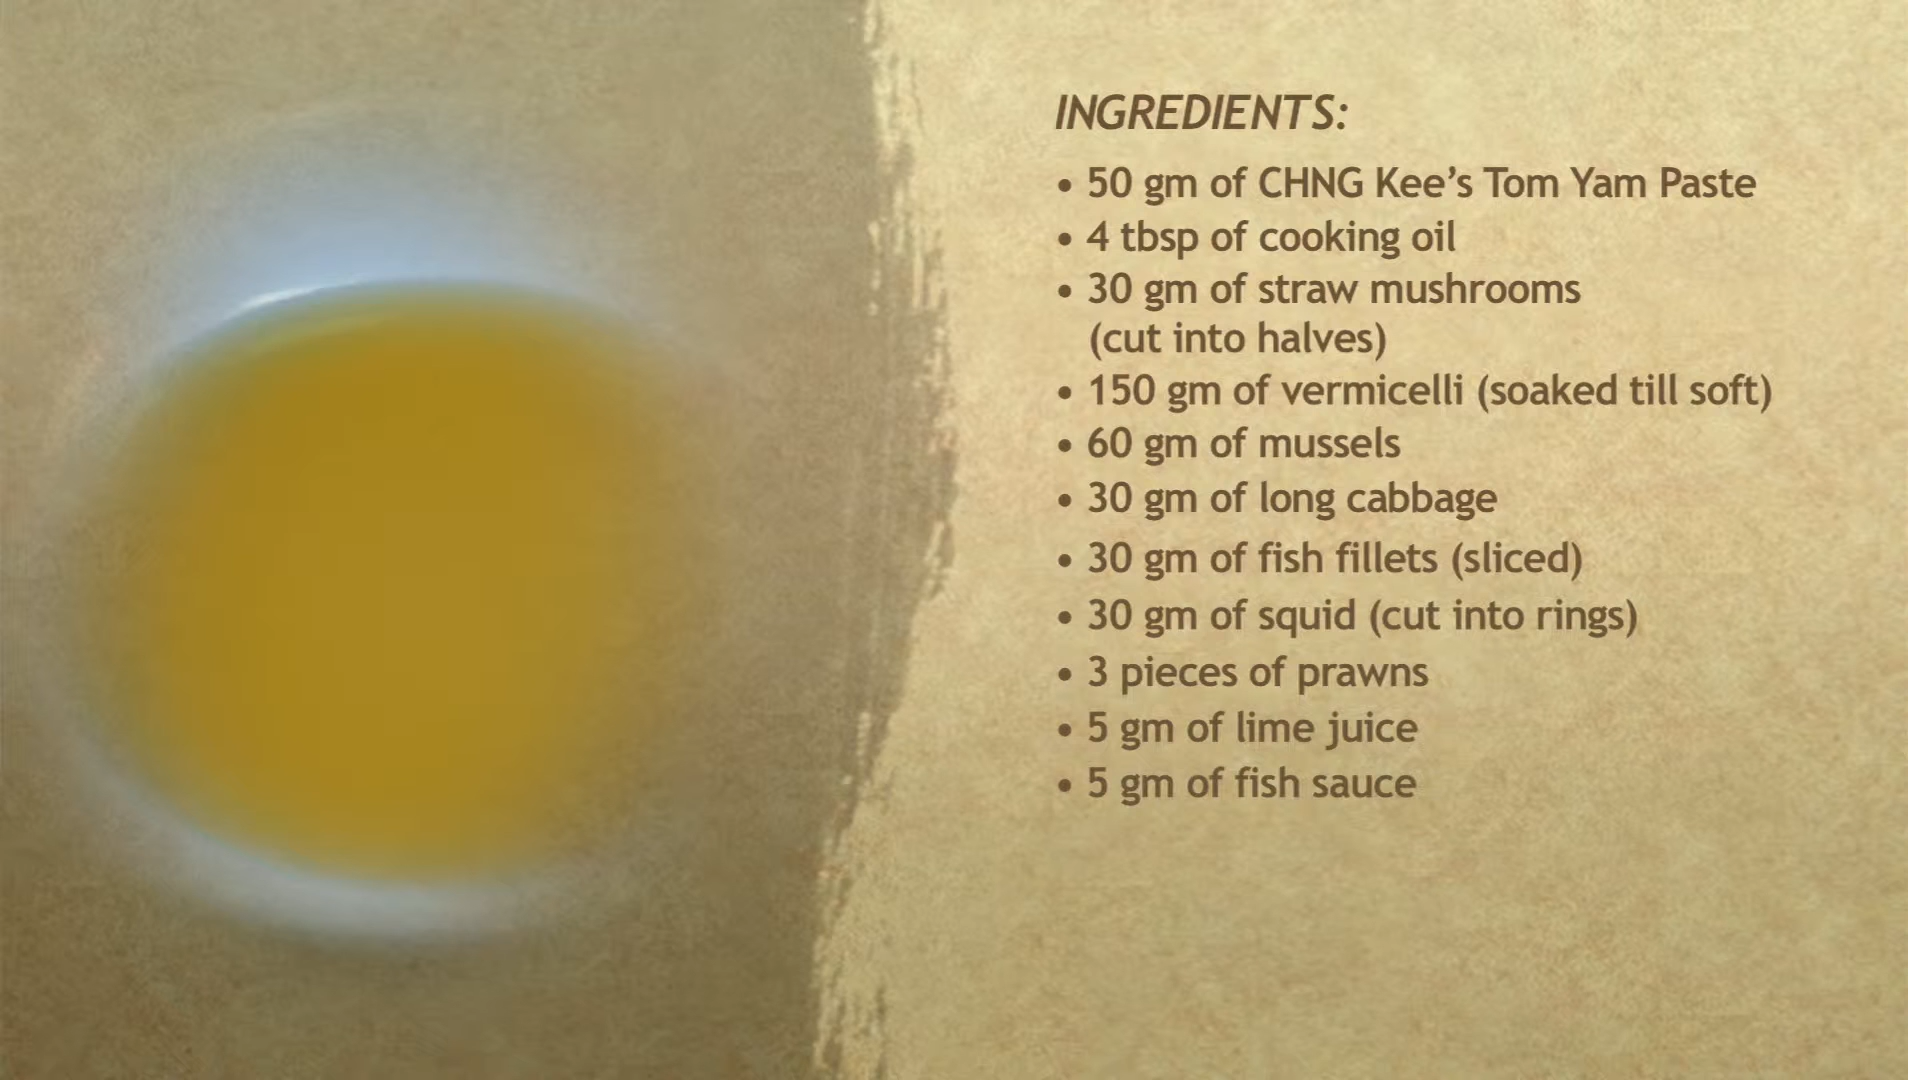 INGREDIENTS:
• 50 gm of CHNG Kee’s Tom Yam Paste
• 4 tbsp of cooking oil
• 30 gm of straw mushrooms
(cut into halves)
• 150 gm of vermicelli (soaked till soft)
• 60 gm of mussels
• 30 gm of long cabbage
• 30 gm of fish fillets (sliced)
• 30 gm of squid (cut into rings)
• 3 pieces of prawns
• 5 gm of lime juice
• 5 gm of fish sauce